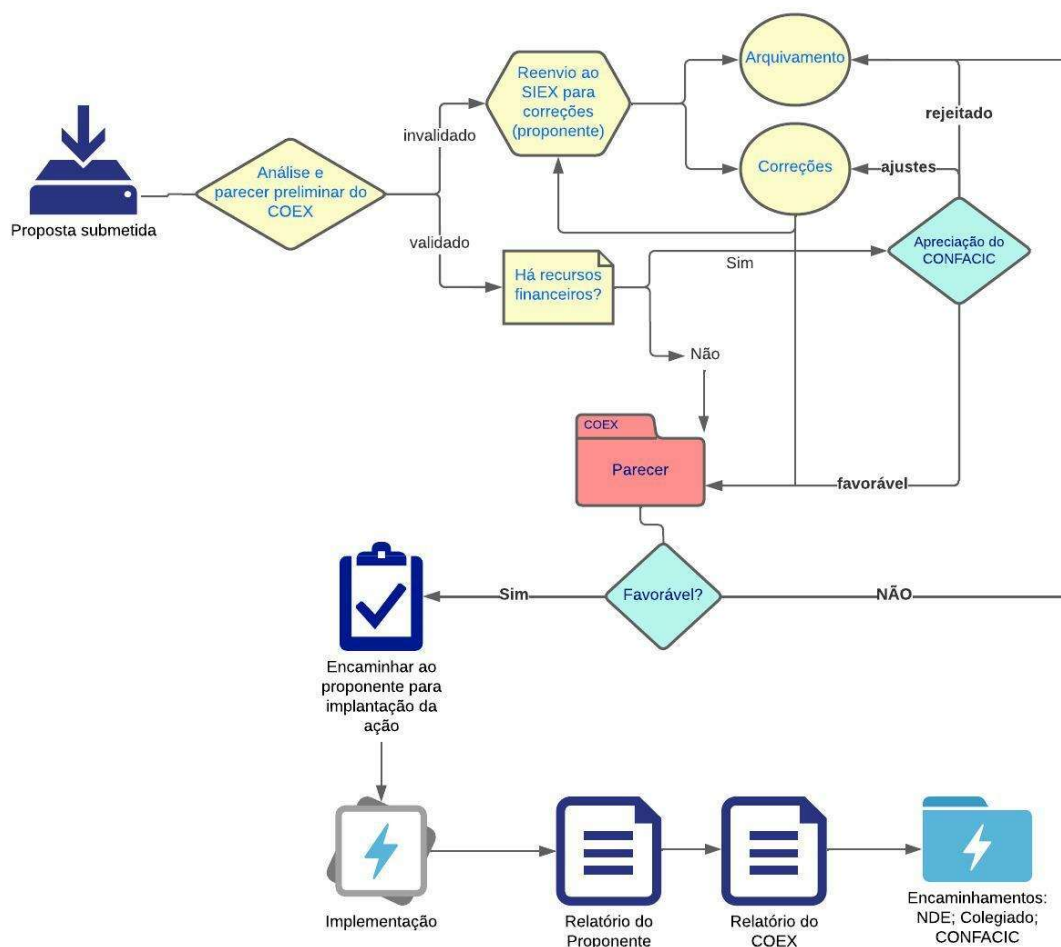 Arquivamento
Reenvio ao
SIEX para
correções
(proponente)
invalidado
rejeitado
Análise e
parecer preliminar do
COEX
Correções
ajustes
Proposta submetida
validado
Apreciação do
CONFACIC
Há recursos
financeiros?
Sim
Não
COEX
Parecer
favorável
Sim
Favorável?
NÃO
Encaminhar ao
proponente para
implantação da
ação
Implementação
Relatório do
Proponente
Relatório do
COEX
Encaminhamentos:
NDE; Colegiado;
CONFACIC